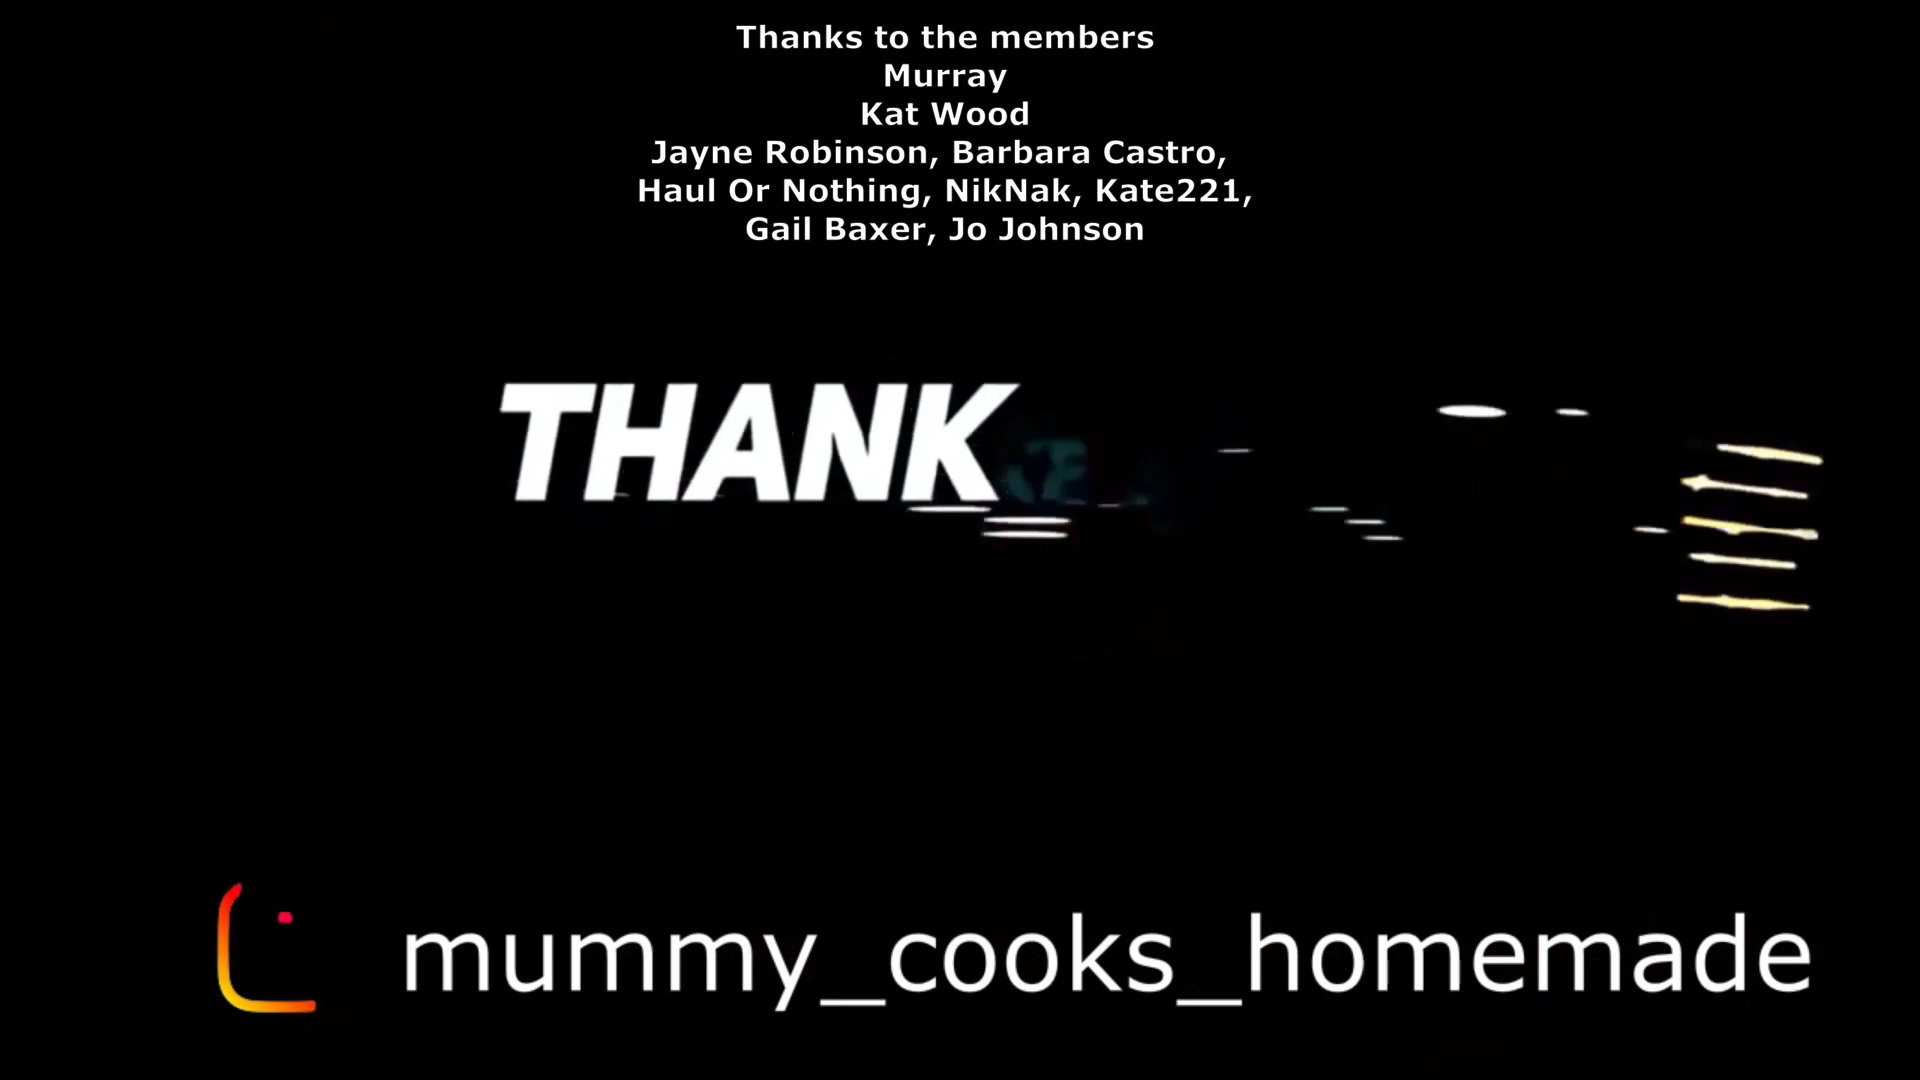 Thanks to the members
Murray
Kat Wood
Jayne Robinson, Barbara Castro,
Haul Or Nothing, NikNak, Kate221,
Gail Baxer, Jo Johnson
THANK
mummy_cooks_homemade